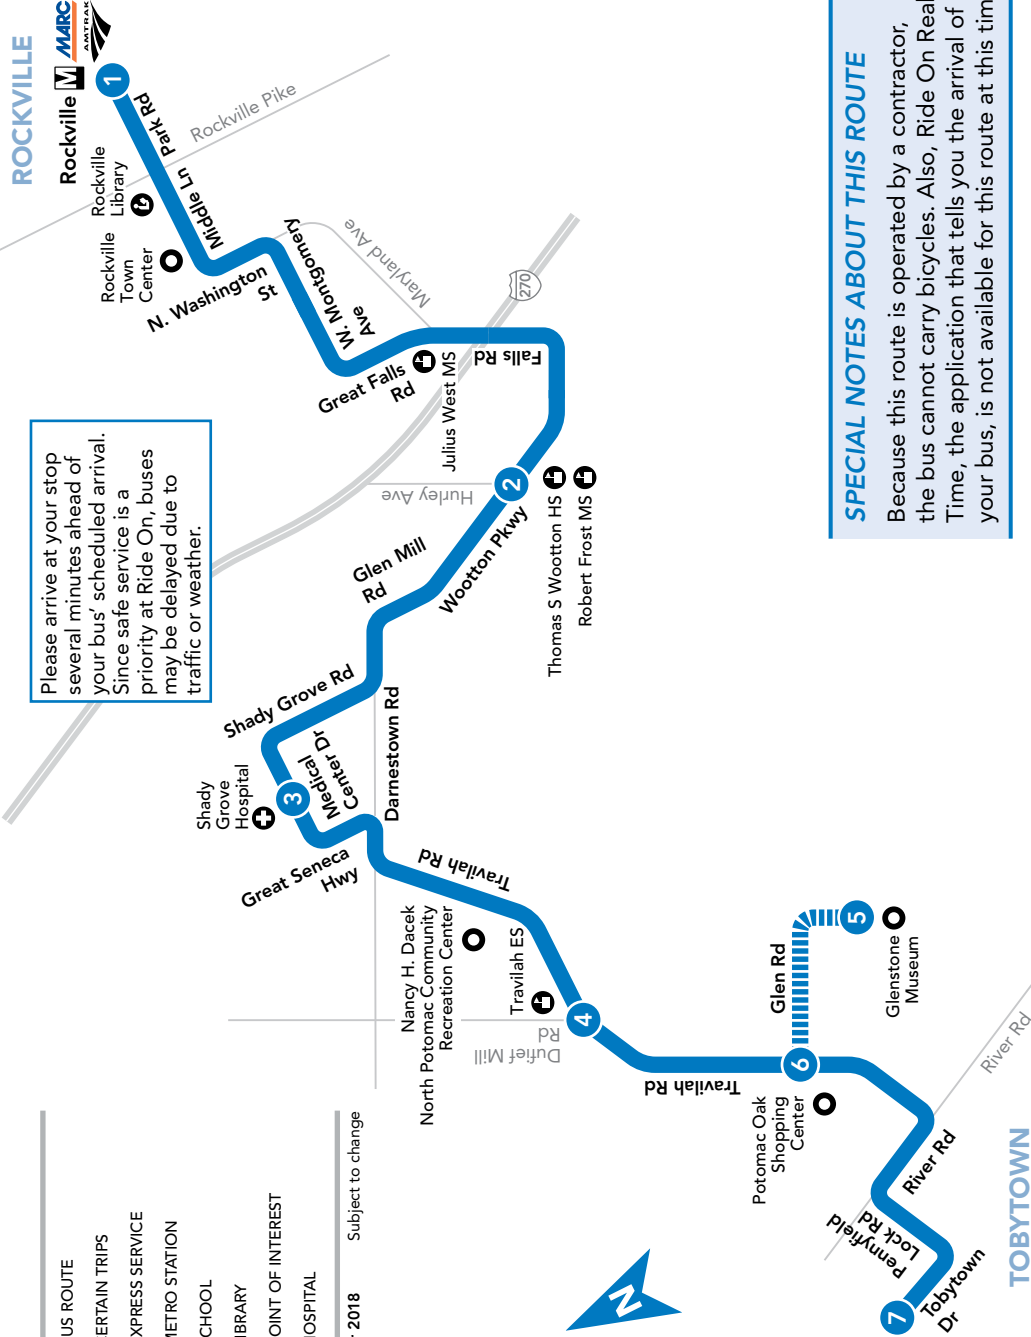 ROCKVILLE
Rockville M
MARC
AMTRAK
1
Park Rd
Rockville Pike
Rockville
Library
Middle Ln
Rockville
Town
Center
N. Washington
St
W. Montgomery
Ave
Maryland Ave
270
Great Falls
Rd
Julius West MS
Falls Rd
Hurley Ave
2
Wootton Pkwy
Thomas S Wootton HS
Robert Frost MS
Glen Mill
Rd
Please arrive at your stop
several minutes ahead of
your bus’ scheduled arrival.
Since safe service is a
priority at Ride On, buses
may be delayed due to
traffic or weather.
SPECIAL NOTES ABOUT THIS ROUTE
Because this route is operated by a contractor,
the bus cannot carry bicycles. Also, Ride On Real
Time, the application that tells you the arrival of
your bus, is not available for this route at this tim
Shady Grove Rd
Darnestown Rd
Shady
Grove
Hospital
3
Medical
Center Dr
Great Seneca
Hwy
Travilah Rd
Nancy H. Dacek
North Potomac Community
Recreation Center
Travilah ES
4
Dufief Mill
Rd
Travilah Rd
Glen Rd
5
Glenstone
Museum
6
Potomac Oak
Shopping
Center
River Rd
River Rd
Pennyfield
Lock Rd
Tobytown
Dr
7
TOBYTOWN
N
US ROUTE
ERTAIN TRIPS
XPRESS SERVICE
METRO STATION
CHOOL
IBRARY
OINT OF INTEREST
HOSPITAL
2018
Subject to change